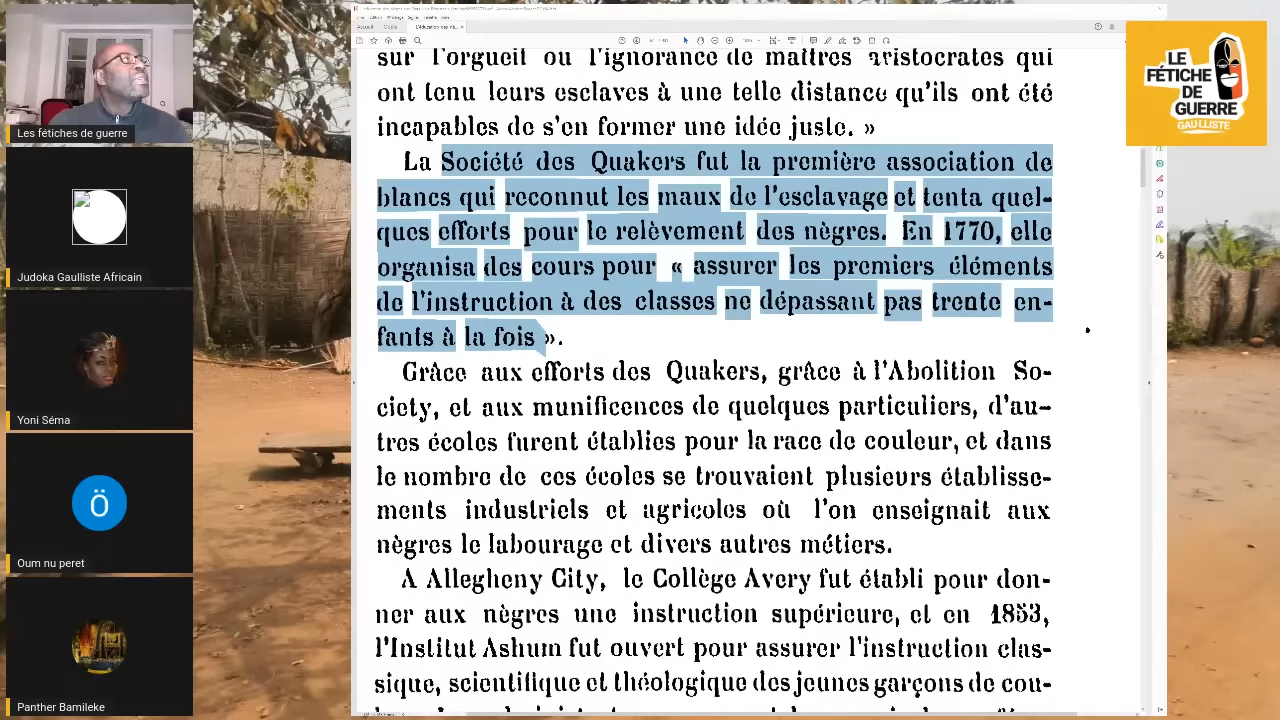 Les fétiches de guerre
Judoka Gaulliste Africain
Yoni Séma
Ö
Oum nu peret
Panther Bamileke
Accueil Outils
sur l'orgueil ou l'ignorance de maîtres aristocrates qui
ont tenu leurs esclaves à une telle distance qu'ils ont été
incapables de s'en former une idée juste. »
La Société des Quakers fut la première association de
blancs qui reconnut les maux de l'esclavage et tenta quel-
ques efforts pour le relèvement des nègres. En 1770, elle
organisa des cours pour « assurer les premiers éléments
de l'instruction à des classes ne dépassant pas trente en-
fants à la fois ».
Grâce aux efforts des Quakers, grâce à l'Abolition So-
ciety, et aux munificences de quelques particuliers, d'au-
tres écoles furent établies pour la race de couleur, et dans
le nombre de ces écoles se trouvaient plusieurs établisse-
ments industriels et agricoles où l'on enseignait aux
nègres le labourage et divers autres métiers.
A Allegheny City, le Collège Avery fut établi pour don-
ner aux nègres une instruction supérieure, et en 1853,
l'Institut Ashum fut ouvert pour assurer l'instruction clas-
sique, scientifique et théologique des jeunes garçons de cou-
LE
FÉTICHE
DE
GUERRE
GAULLISTE